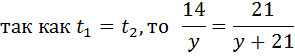 так как t₁ = t₂, то 14/y = 21/(y + 21)